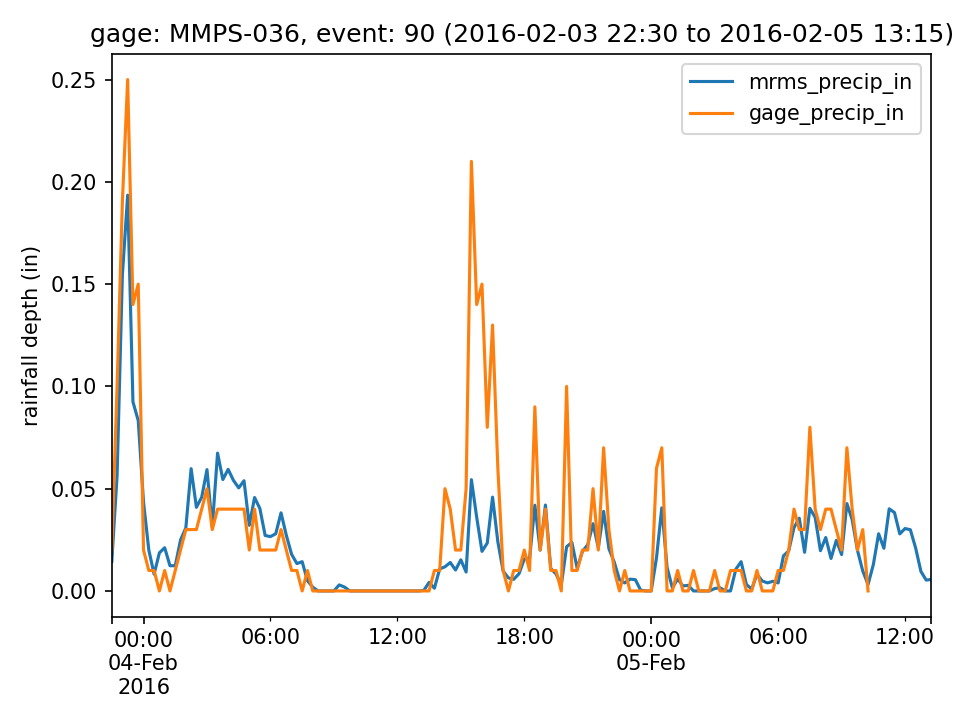 gage: MMPS-036, event: 90 (2016-02-03 22:30 to 2016-02-05 13:15)
mrms_precip_in
gage_precip_in
rainfall depth (in)
0.25
0.20
0.15
0.10
0.05
0.00
00:00 06:00 12:00 18:00 00:00 06:00 12:00
04-Feb 05-Feb
2016